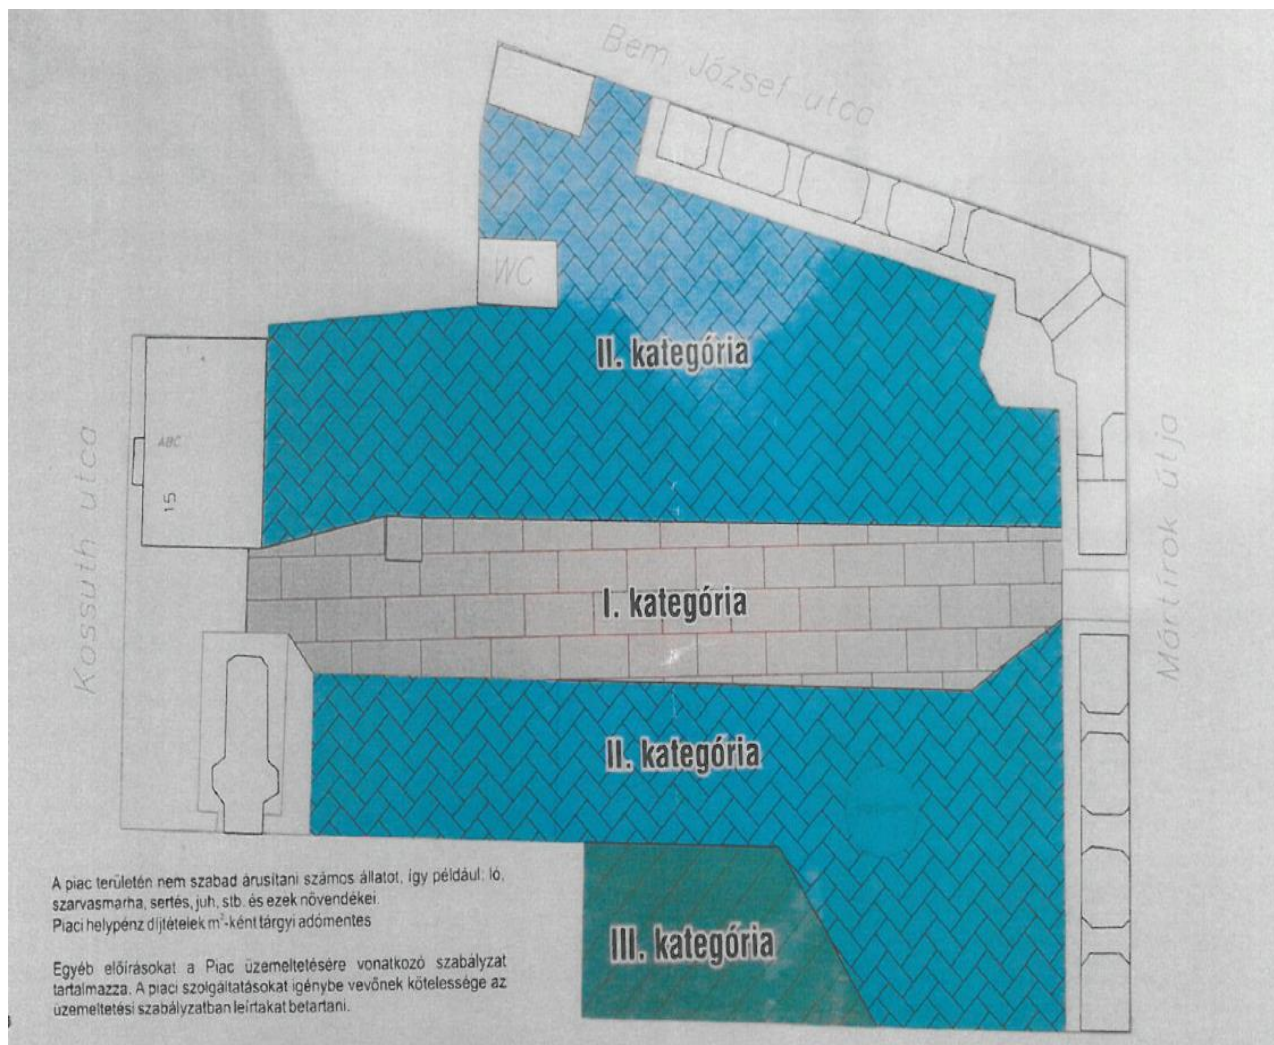 Bem József utca
WC
II. kategória
ABC
15
Kossuth utca
Mártírok útja
I. kategória
II. kategória
III. kategória
A piac területén nem szabad árusítani számos állatot, így például: ló,
szarvasmarha, sertés, juh, stb. és ezek növendékei.
Piaci helypénz díjtételek m²-ként tárgyi adómentes
Egyéb előírásokat a Piac üzemeltetésére vonatkozó szabályzat
tartalmazza. A piaci szolgáltatásokat igénybe vevőnek kötelessége az
üzemeltetési szabályzatban leírtakat betartani.